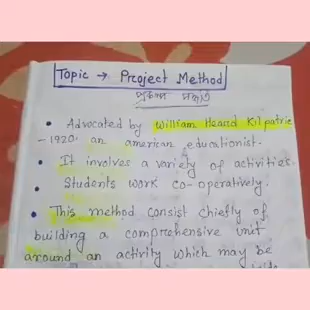 Topic → Project Method
প্রকল্প পদ্ধতি
• Advocated by William Heard Kilpatric
- 1920. an american educationist.
• It involves a variety of activities.
• Students work co-operatively.
• This method consist chiefly of
building a comprehensive unit
around an activity which may be